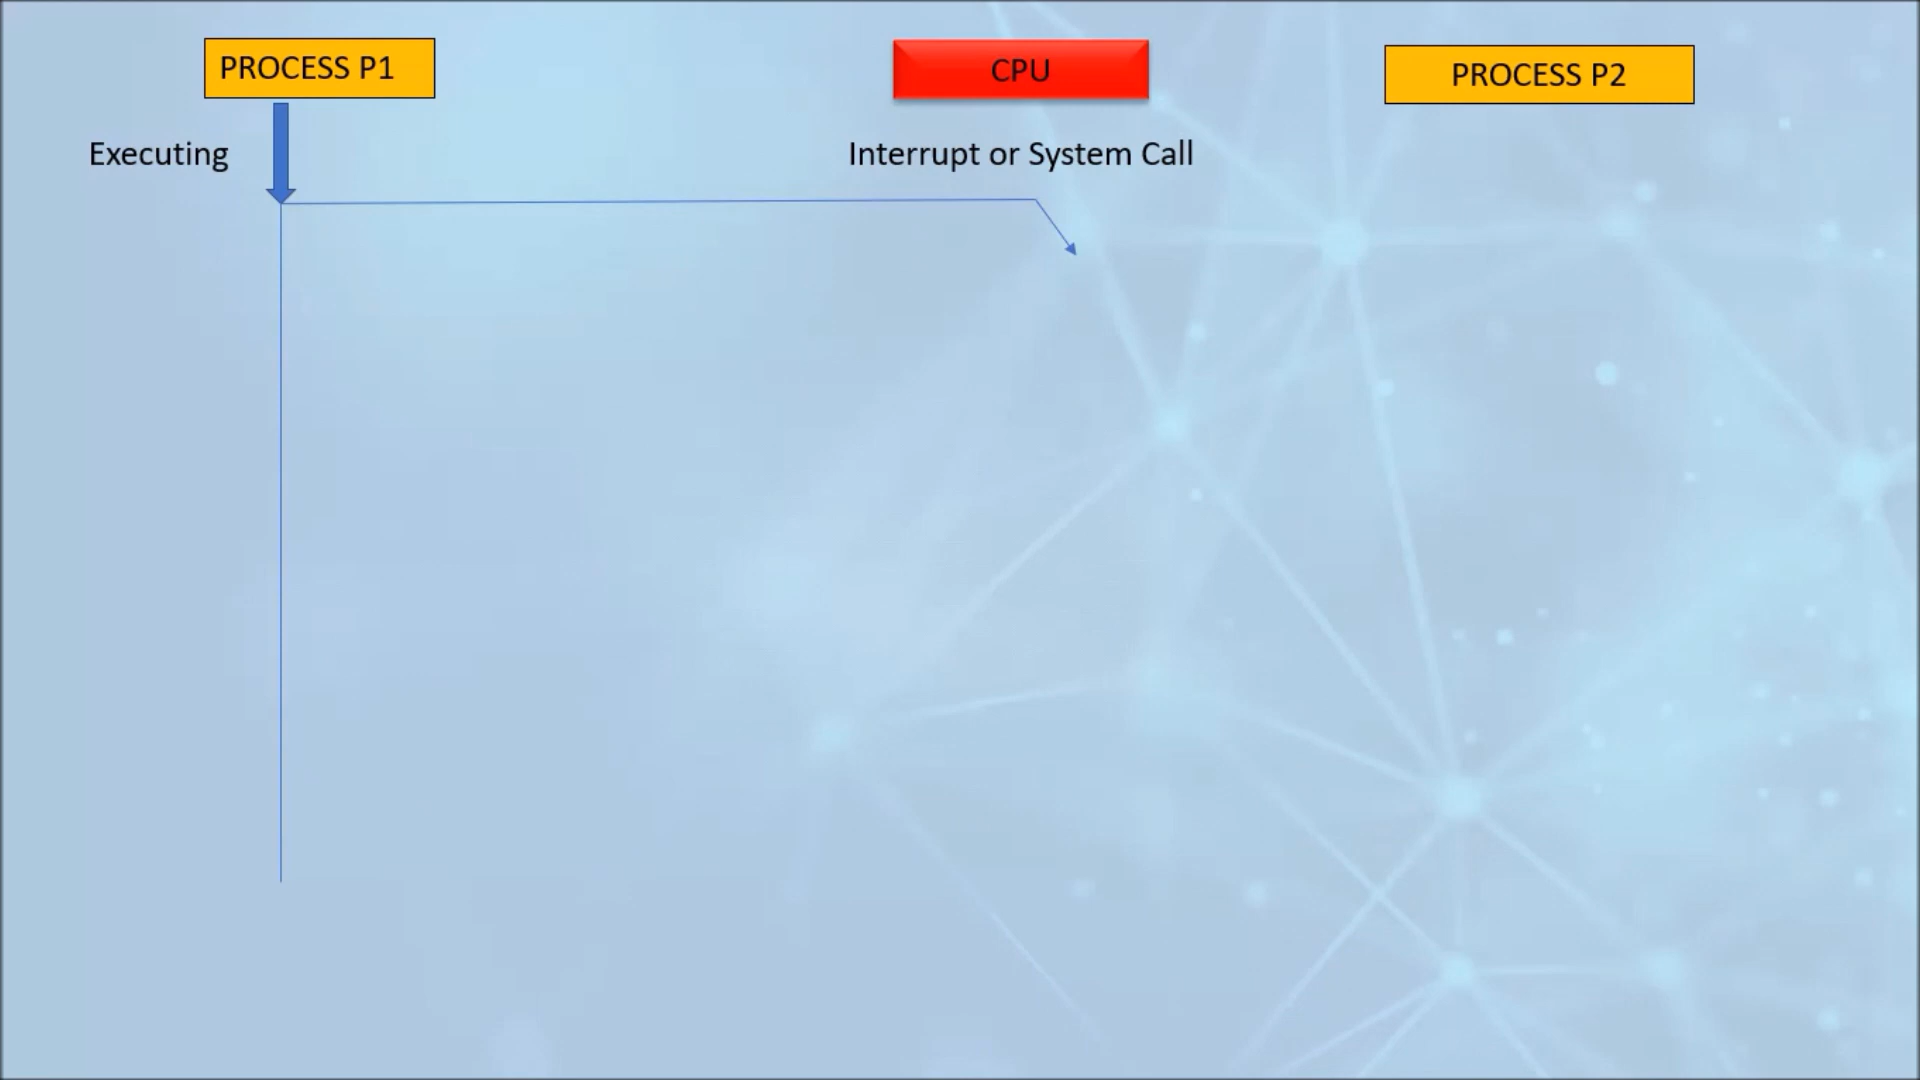 PROCESS P1
CPU
PROCESS P2
Executing
Interrupt or System Call